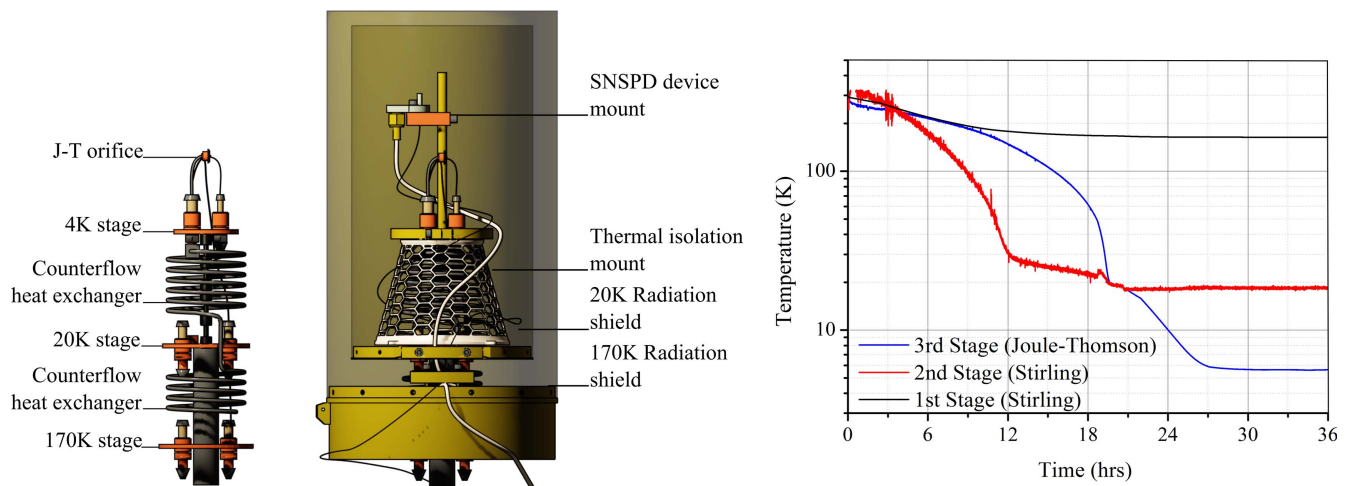 J-T orifice
4K stage
Counterflow
heat exchanger
20K stage
Counterflow
heat exchanger
170K stage
SNSPD device
mount
Thermal isolation
mount
20K Radiation
shield
170K Radiation
shield
Temperature (K)
100
10
3rd Stage (Joule-Thomson)
2nd Stage (Stirling)
1st Stage (Stirling)
0 6 12 18 24 30 36
Time (hrs)